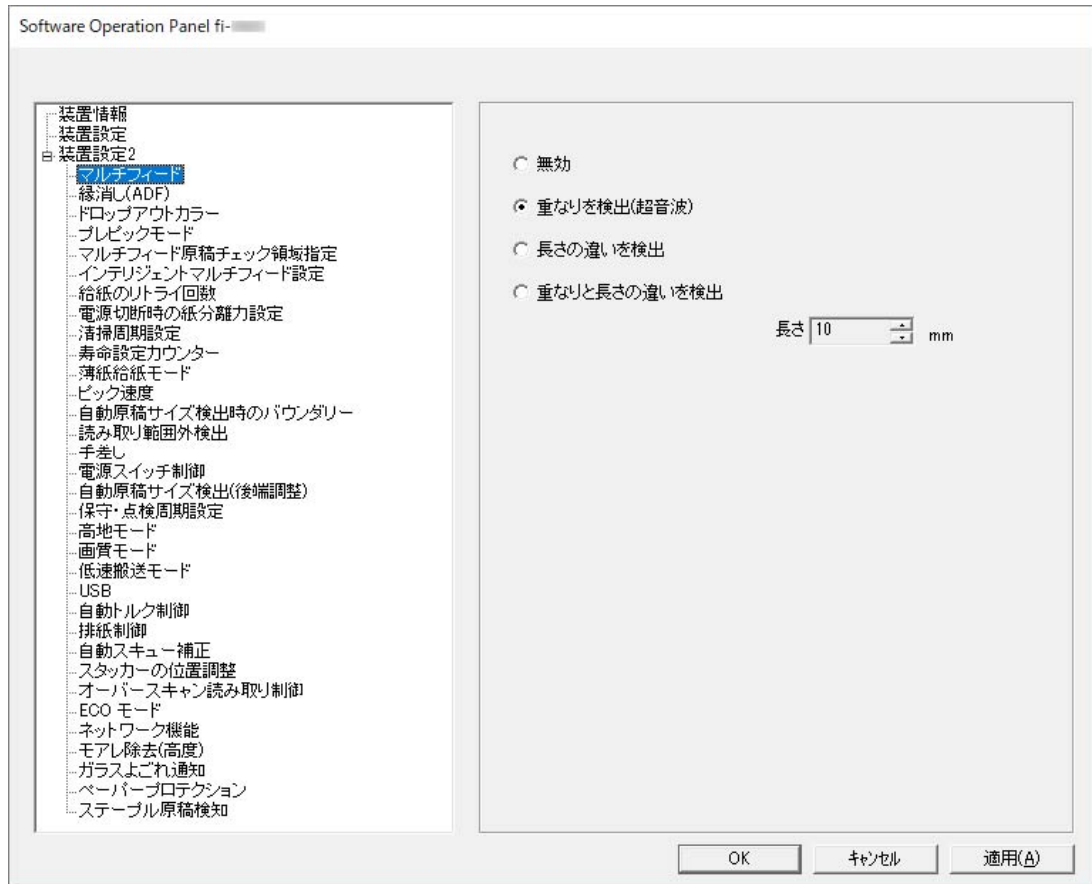 Software Operation Panel fi-
装置情報
装置設定
装置設定2
マルチフィード
縁消し(ADF)
ドロップアウトカラー
プレピックモード
マルチフィード原稿チェック領域指定
インテリジェントマルチフィード設定
給紙のリトライ回数
電源切断時の紙分離力設定
清掃周期設定
寿命設定カウンター
薄紙給紙モード
ピック速度
自動原稿サイズ検出時のバウンダリー
読み取り範囲外検出
手差し
電源スイッチ制御
自動原稿サイズ検出(後端調整)
保守・点検周期設定
高地モード
画質モード
低速搬送モード
USB
自動トルク制御
排紙制御
自動スキュー補正
スタッカーの位置調整
オーバースキャン読み取り制御
ECO モード
ネットワーク機能
モアレ除去(高度)
ガラスよごれ通知
ペーパープロテクション
ステープル原稿検知
無効
重なりを検出(超音波)
長さの違いを検出
重なりと長さの違いを検出
長さ 10 mm
OK キャンセル 適用(A)